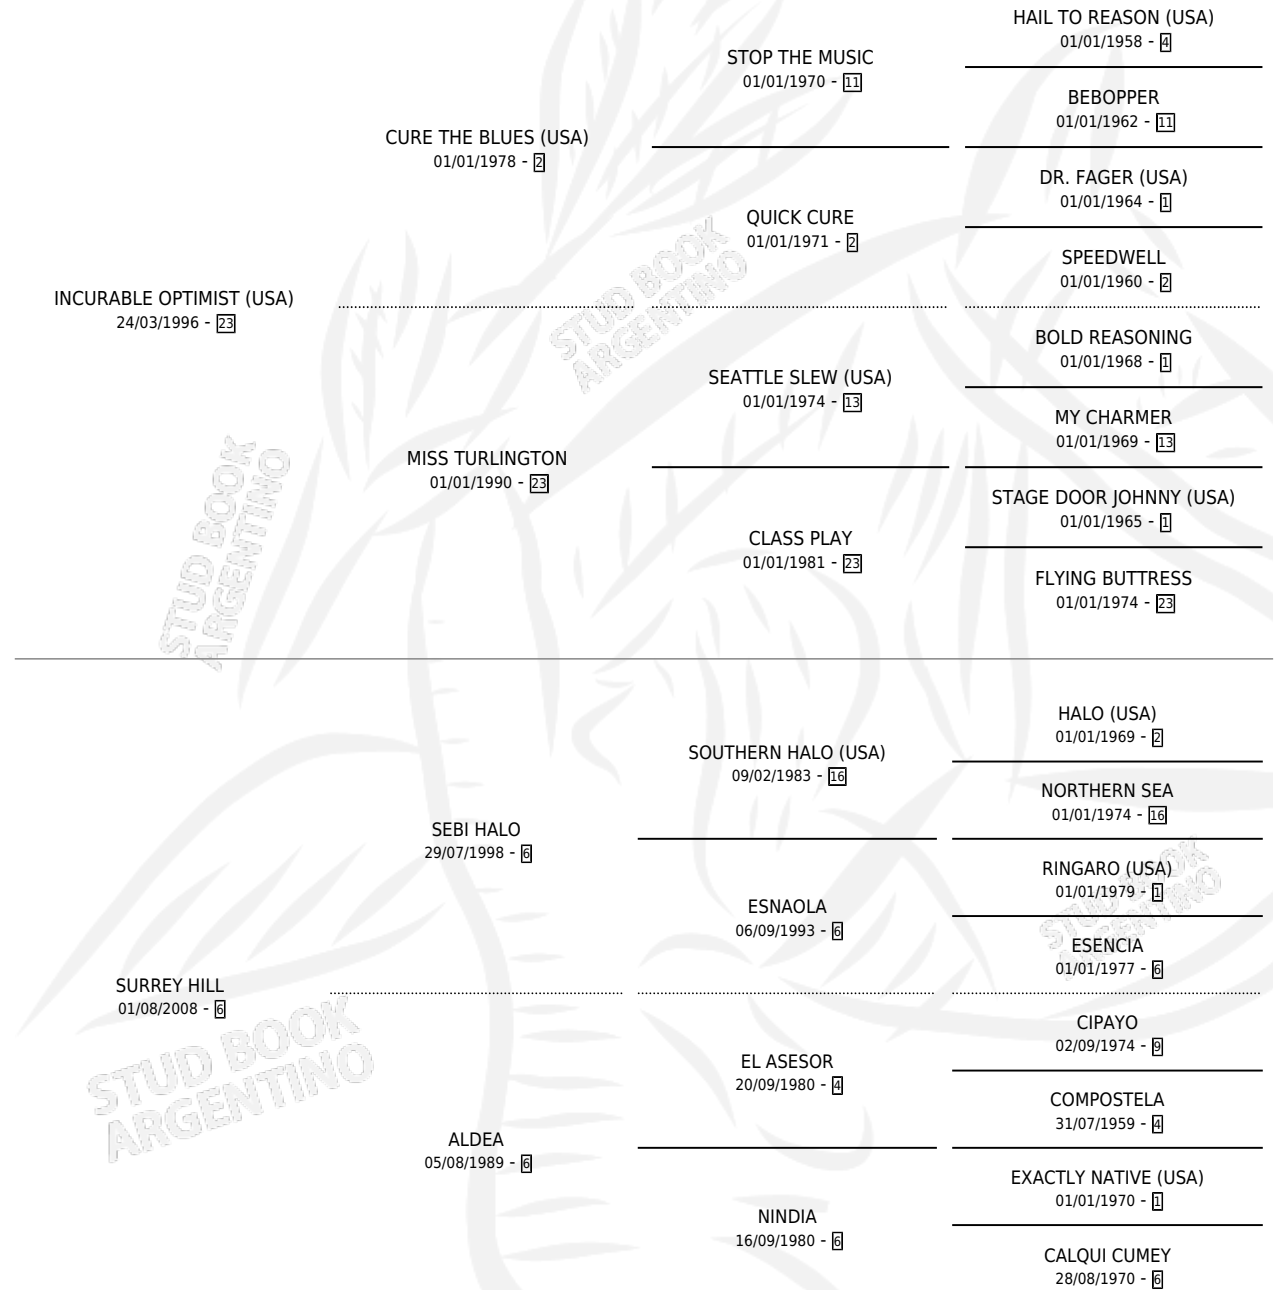 HAIL TO REASON (USA)
01/01/1958 - 4
STOP THE MUSIC
01/01/1970 - 11
BEBOPPER
01/01/1962 - 11
CURE THE BLUES (USA)
01/01/1978 - 2
DR. FAGER (USA)
01/01/1964 - 1
QUICK CURE
01/01/1971 - 2
SPEEDWELL
01/01/1960 - 2
INCURABLE OPTIMIST (USA)
24/03/1996 - 23
STUD BOOK
ARGENTINO
BOLD REASONING
01/01/1968 - 1
SEATTLE SLEW (USA)
01/01/1974 - 13
MY CHARMER
01/01/1969 - 13
MISS TURLINGTON
01/01/1990 - 23
STAGE DOOR JOHNNY (USA)
01/01/1965 - 1
CLASS PLAY
01/01/1981 - 23
FLYING BUTTRESS
01/01/1974 - 23
STUD BOOK
ARGENTINO
HALO (USA)
01/01/1969 - 2
SOUTHERN HALO (USA)
09/02/1983 - 16
NORTHERN SEA
01/01/1974 - 16
SEBI HALO
29/07/1998 - 6
RINGARO (USA)
01/01/1979 - 1
ESNAOLA
06/09/1993 - 6
STUD BOOK
ARGENTINO
ESENCIA
01/01/1977 - 6
SURREY HILL
01/08/2008 - 6
CIPAYO
02/09/1974 - 9
EL ASESOR
20/09/1980 - 4
STUD BOOK
ARGENTINO
COMPOSTELA
31/07/1959 - 4
ALDEA
05/08/1989 - 6
EXACTLY NATIVE (USA)
01/01/1970 - 1
NINDIA
16/09/1980 - 6
CALQUI CUMEY
28/08/1970 - 6